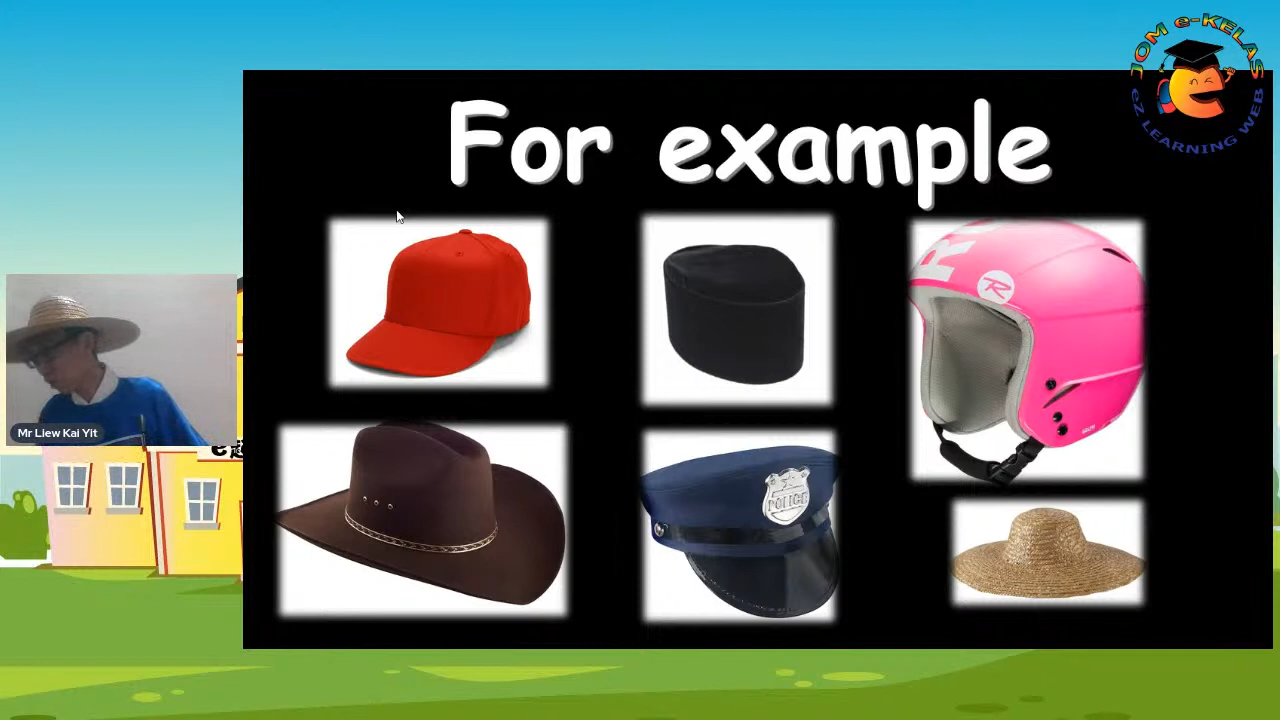 JOM e-KELAS
eZ LEARNING WEB
For example
R
POLICE
Mr Liew Kai Yit